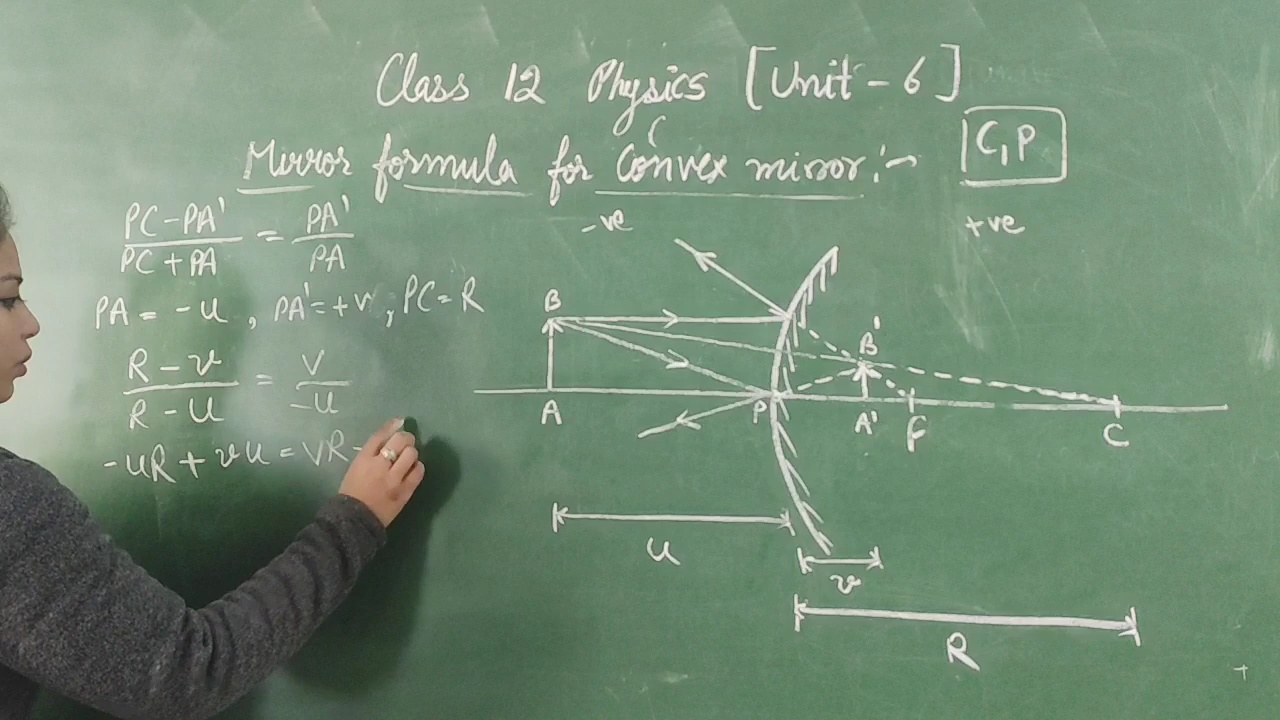 Class 12 Physics [Unit - 6]
Mirror formula for Convex mirror :-
C, P
-ve
+ve
PC - PA' / PC + PA = PA' / PA
PA = -u , PA' = +v , PC = R
R - v / R - u = v / -u
-uR + vu = vR -
B
A
P
B'
A'
F
C
u
v
R